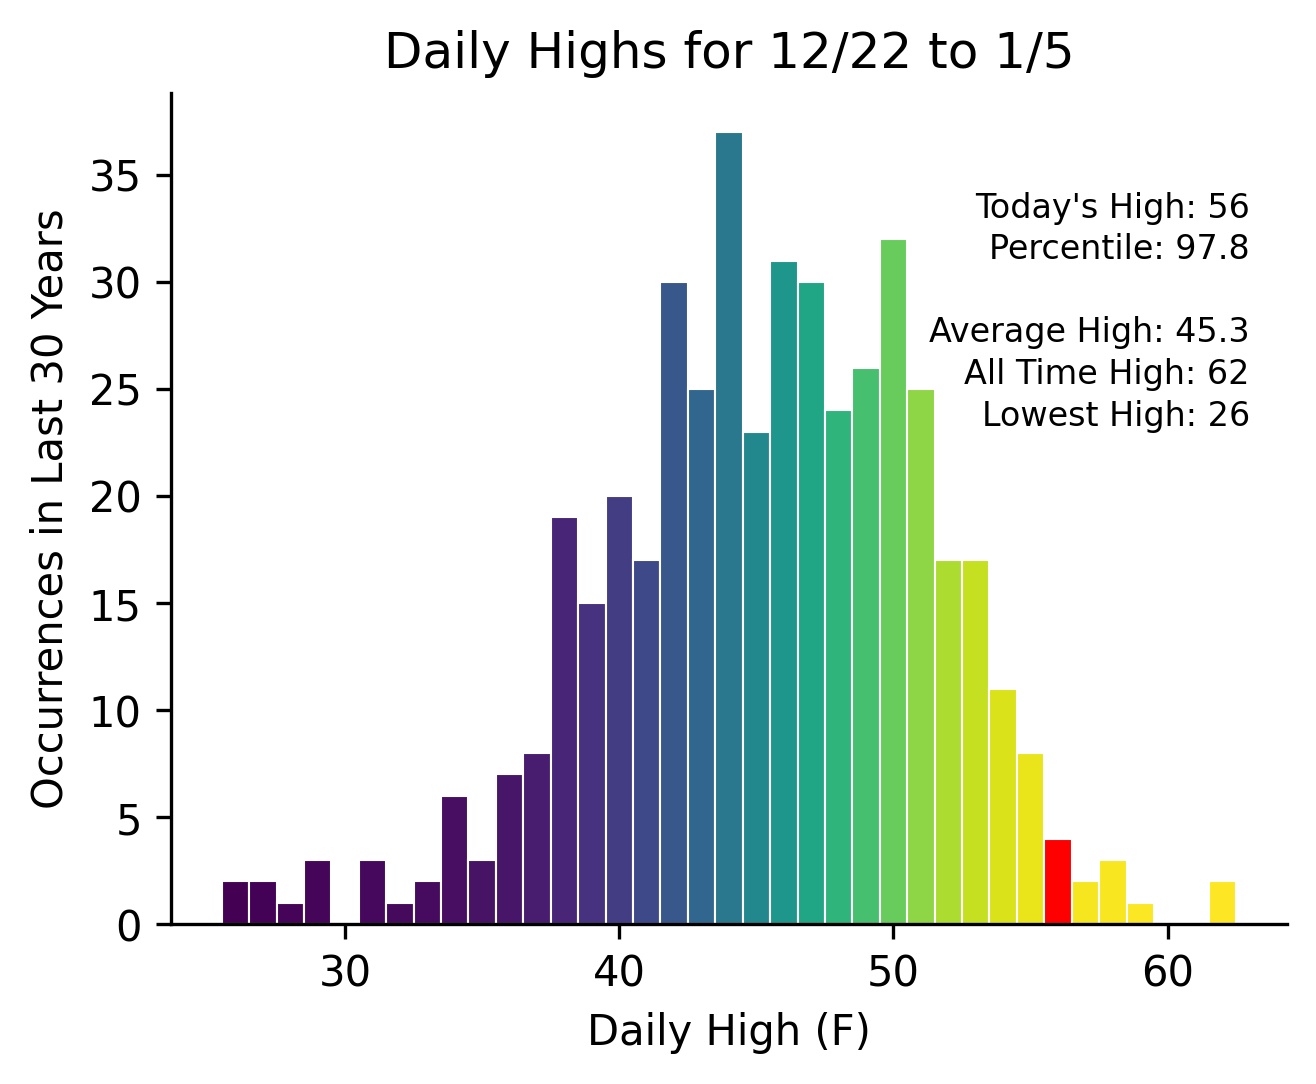 Daily Highs for 12/22 to 1/5
Occurrences in Last 30 Years
35
30
25
20
15
10
5
0
Today's High: 56
Percentile: 97.8
Average High: 45.3
All Time High: 62
Lowest High: 26
30 40 50 60
Daily High (F)